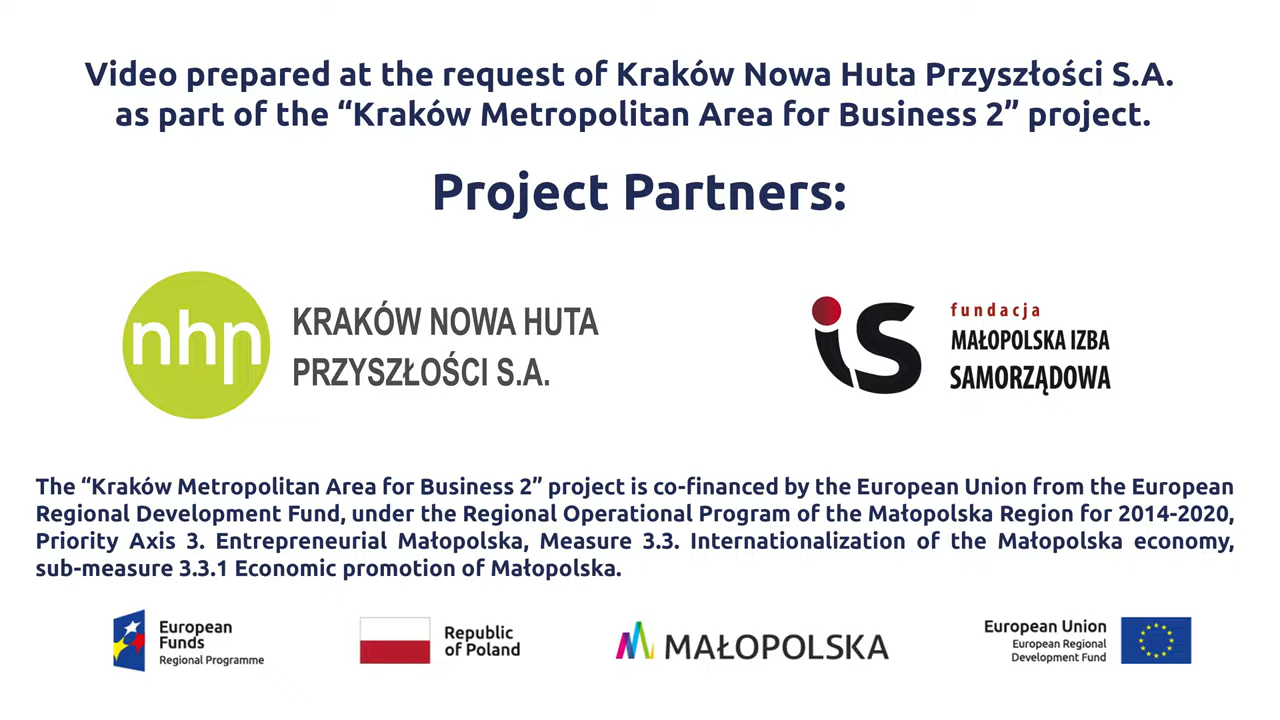 Video prepared at the request of Kraków Nowa Huta Przyszłości S.A.
as part of the “Kraków Metropolitan Area for Business 2” project.
Project Partners:
nhp
KRAKÓW NOWA HUTA
PRZYSZŁOŚCI S.A.
is
fundacja
MAŁOPOLSKA IZBA
SAMORZĄDOWA
The “Kraków Metropolitan Area for Business 2” project is co-financed by the European Union from the European
Regional Development Fund, under the Regional Operational Program of the Małopolska Region for 2014-2020,
Priority Axis 3. Entrepreneurial Małopolska, Measure 3.3. Internationalization of the Małopolska economy,
sub-measure 3.3.1 Economic promotion of Małopolska.
European
Funds
Regional Programme
Republic
of Poland
MAŁOPOLSKA
European Union
European Regional
Development Fund